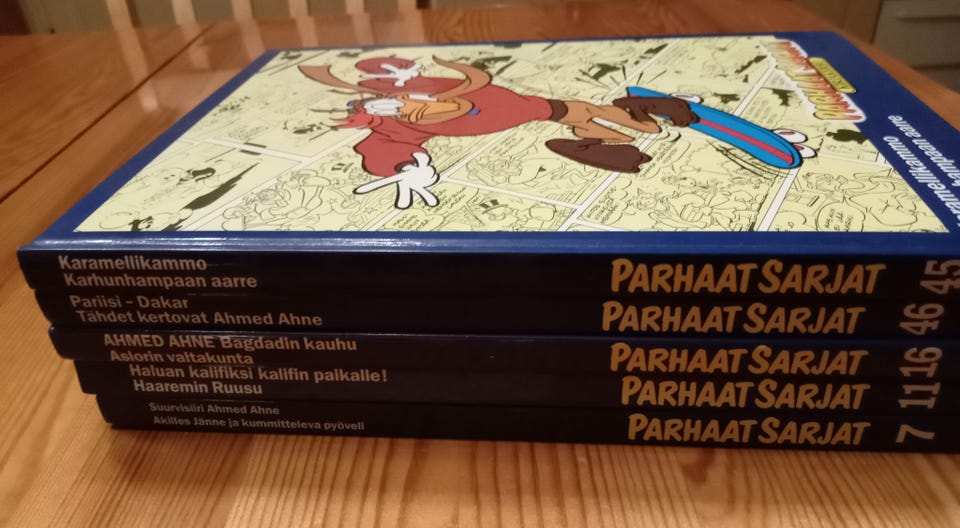 Karamellikammo
Karhunhampaan aarre
PARHAAT SARJAT
45
Pariisi – Dakar
Tähdet kertovat Ahmed Ahne
PARHAAT SARJAT
46
AHMED AHNE Bagdadin kauhu
Asiorin valtakunta
PARHAAT SARJAT
16
Haluan kalifiksi kalifin paikalle!
Haaremin Ruusu
PARHAAT SARJAT
11
Suurvisiiri Ahmed Ahne
Akilles Jänne ja kummitteleva pyöveli
PARHAAT SARJAT
7